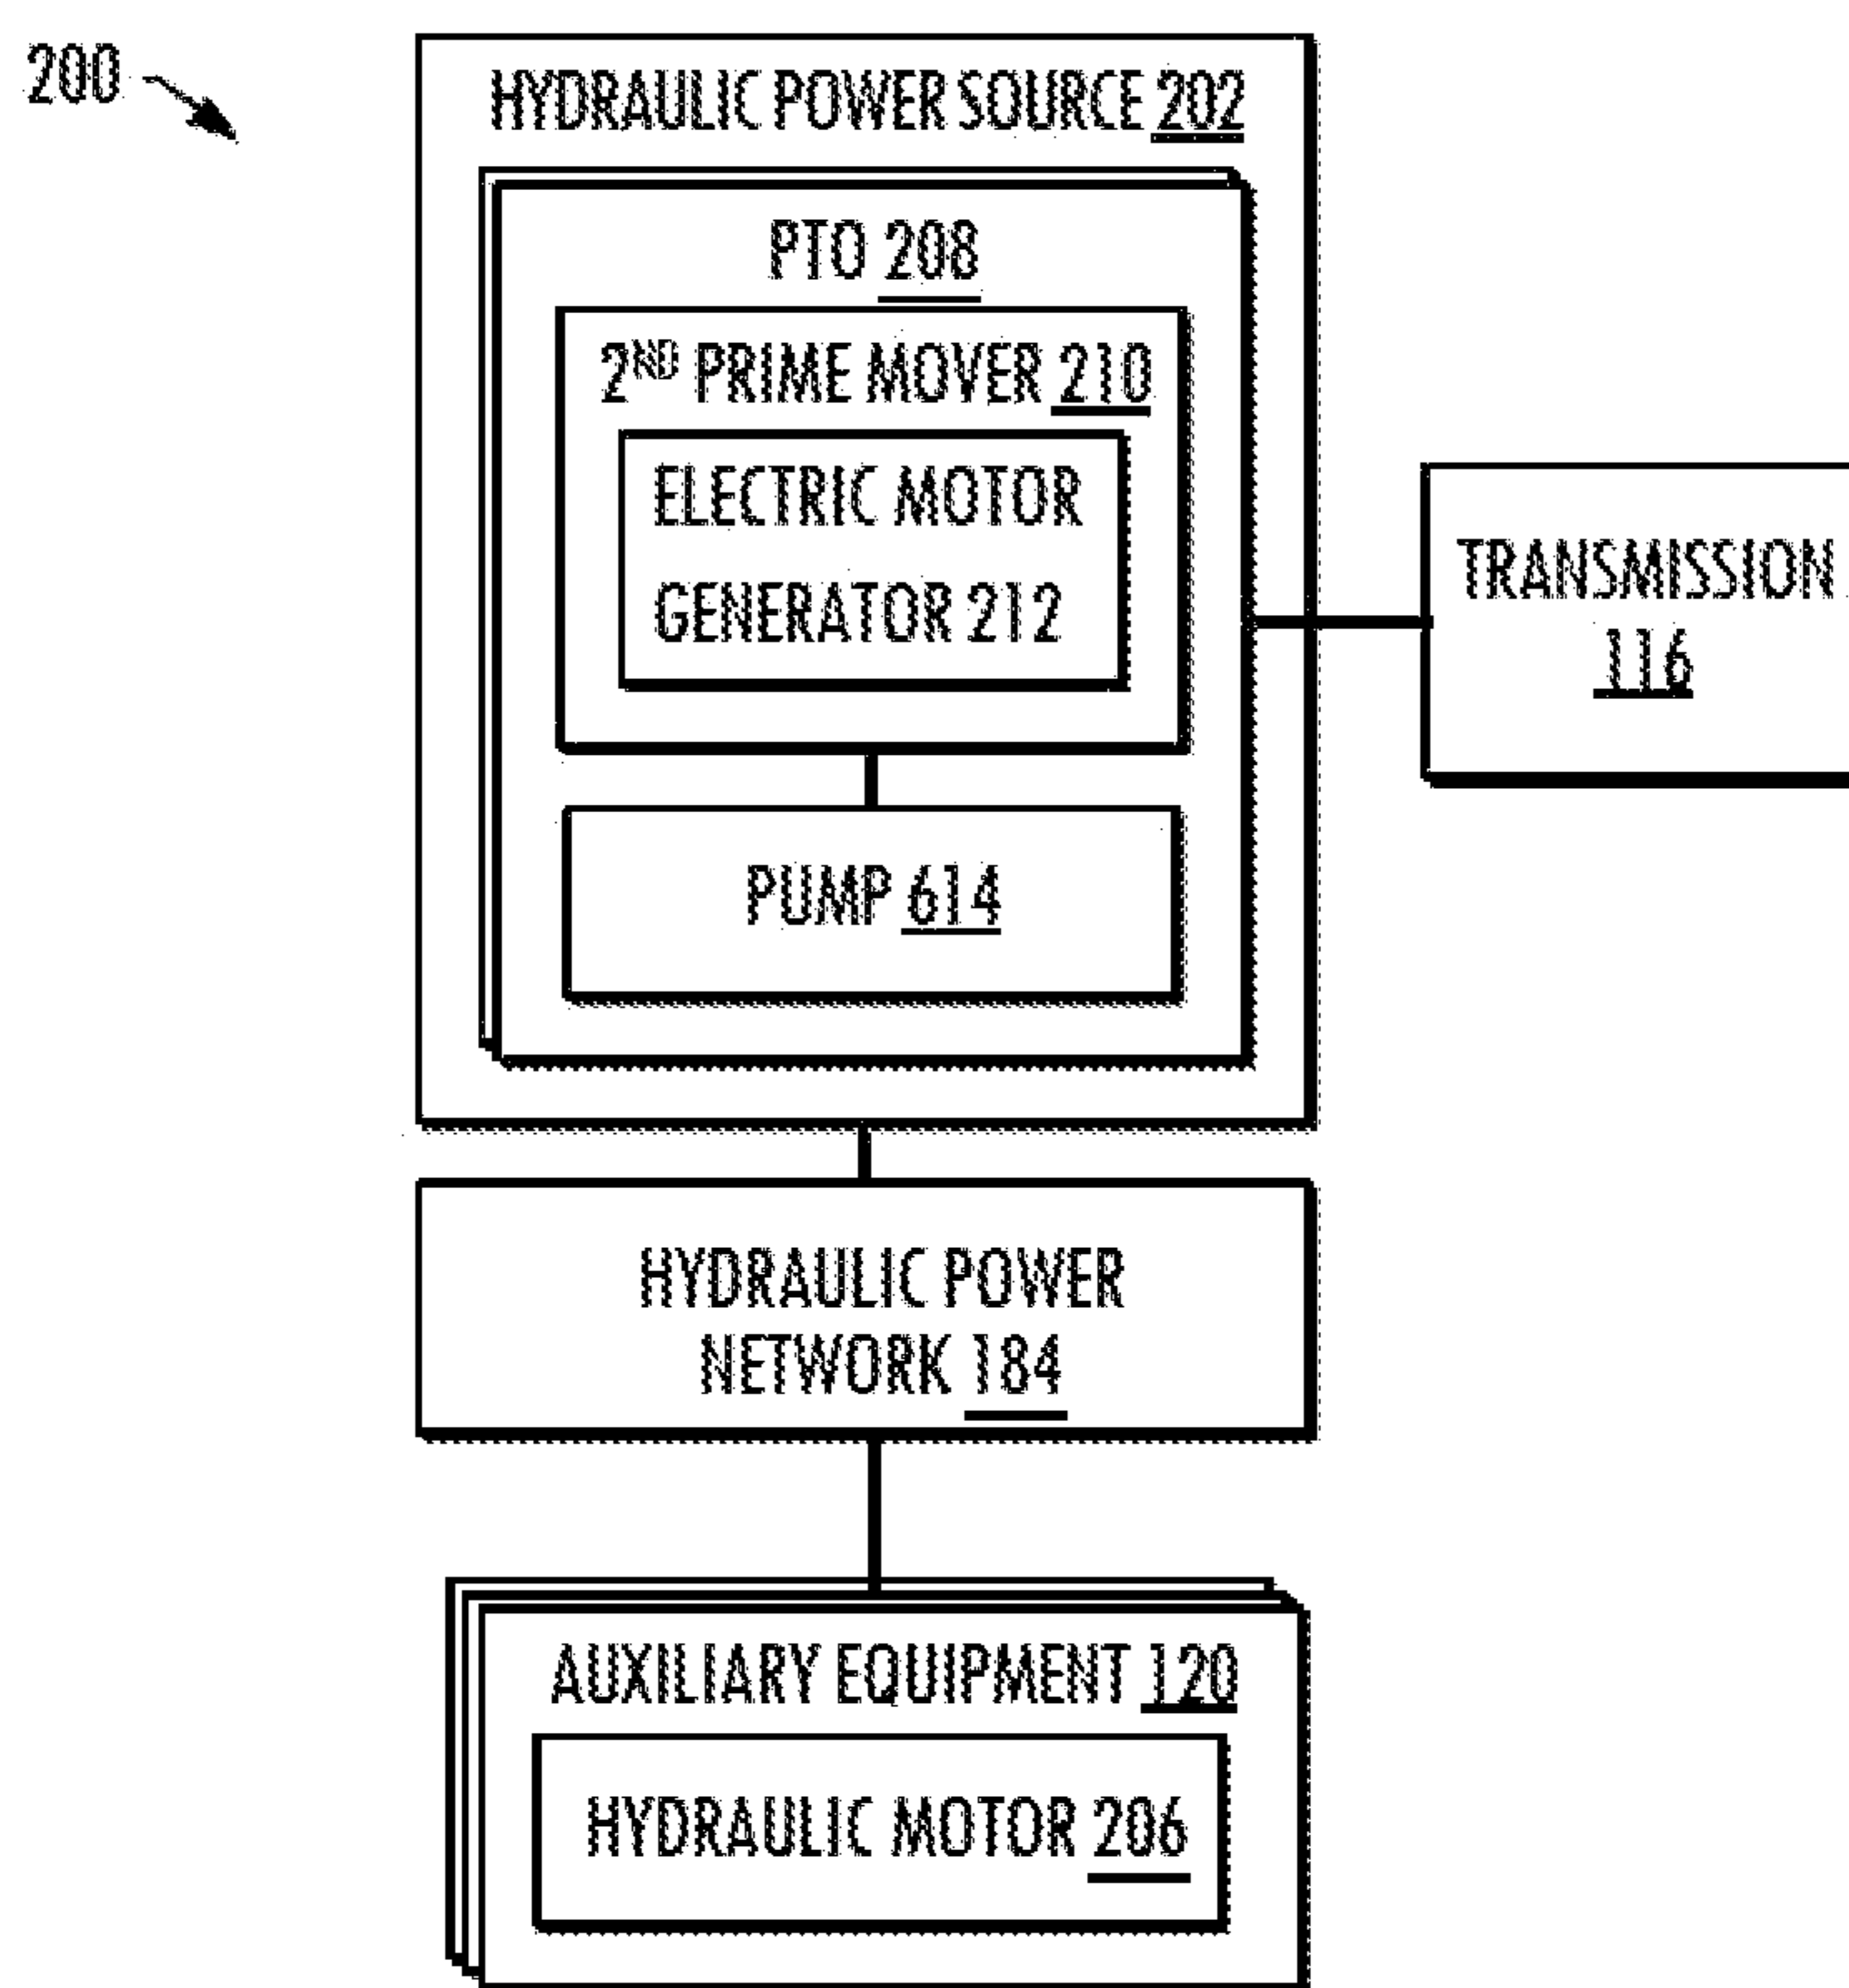 200
HYDRAULIC POWER SOURCE 202
PTO 208
2ND PRIME MOVER 210
ELECTRIC MOTOR
GENERATOR 212
TRANSMISSION
116
PUMP 614
HYDRAULIC POWER
NETWORK 184
AUXILIARY EQUIPMENT 120
HYDRAULIC MOTOR 206